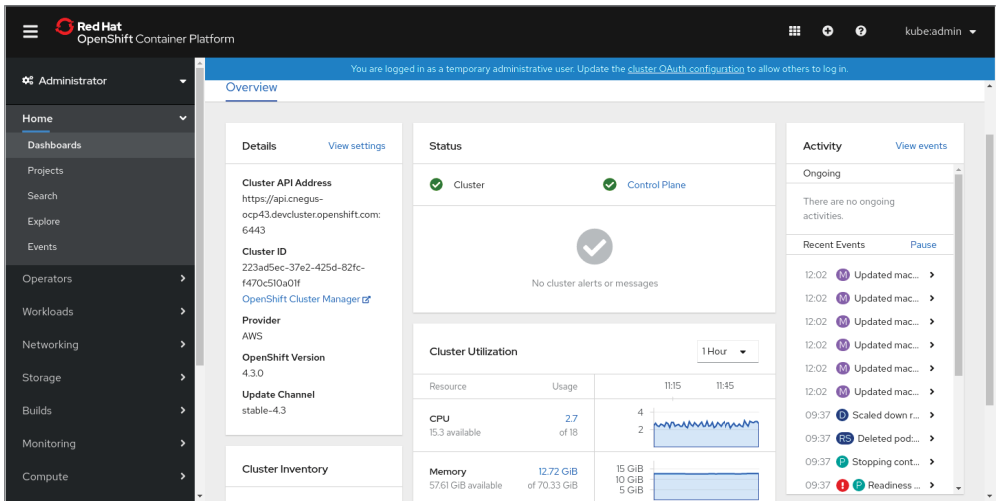 Red Hat
OpenShift Container Platform
kube:admin
Administrator
You are logged in as a temporary administrative user. Update the cluster OAuth configuration to allow others to log in.
Home
Dashboards
Projects
Search
Explore
Events
Operators
Workloads
Networking
Storage
Builds
Monitoring
Compute
Overview
Details
View settings
Cluster API Address
https://api.cnegus-
ocp43.devcluster.openshift.com:
6443
Cluster ID
223ad5ec-37e2-425d-82fc-
f470c510a01f
OpenShift Cluster Manager
Provider
AWS
OpenShift Version
4.3.0
Update Channel
stable-4.3
Cluster Inventory
Status
Cluster
Control Plane
No cluster alerts or messages
Cluster Utilization
1 Hour
Resource Usage 11:15 11:45
CPU 2.7 4
15.3 available of 18 2
Memory 12.72 GiB 15 GiB
10 GiB
57.61 GiB available of 70.33 GiB 5 GiB
Activity
View events
Ongoing
There are no ongoing
activities.
Recent Events Pause
12:02 M Updated mac...
12:02 M Updated mac...
12:02 M Updated mac...
12:02 M Updated mac...
12:02 M Updated mac...
12:02 M Updated mac...
09:37 D Scaled down r...
09:37 RS Deleted pod:...
09:37 P Stopping cont...
09:37 P Readiness ...